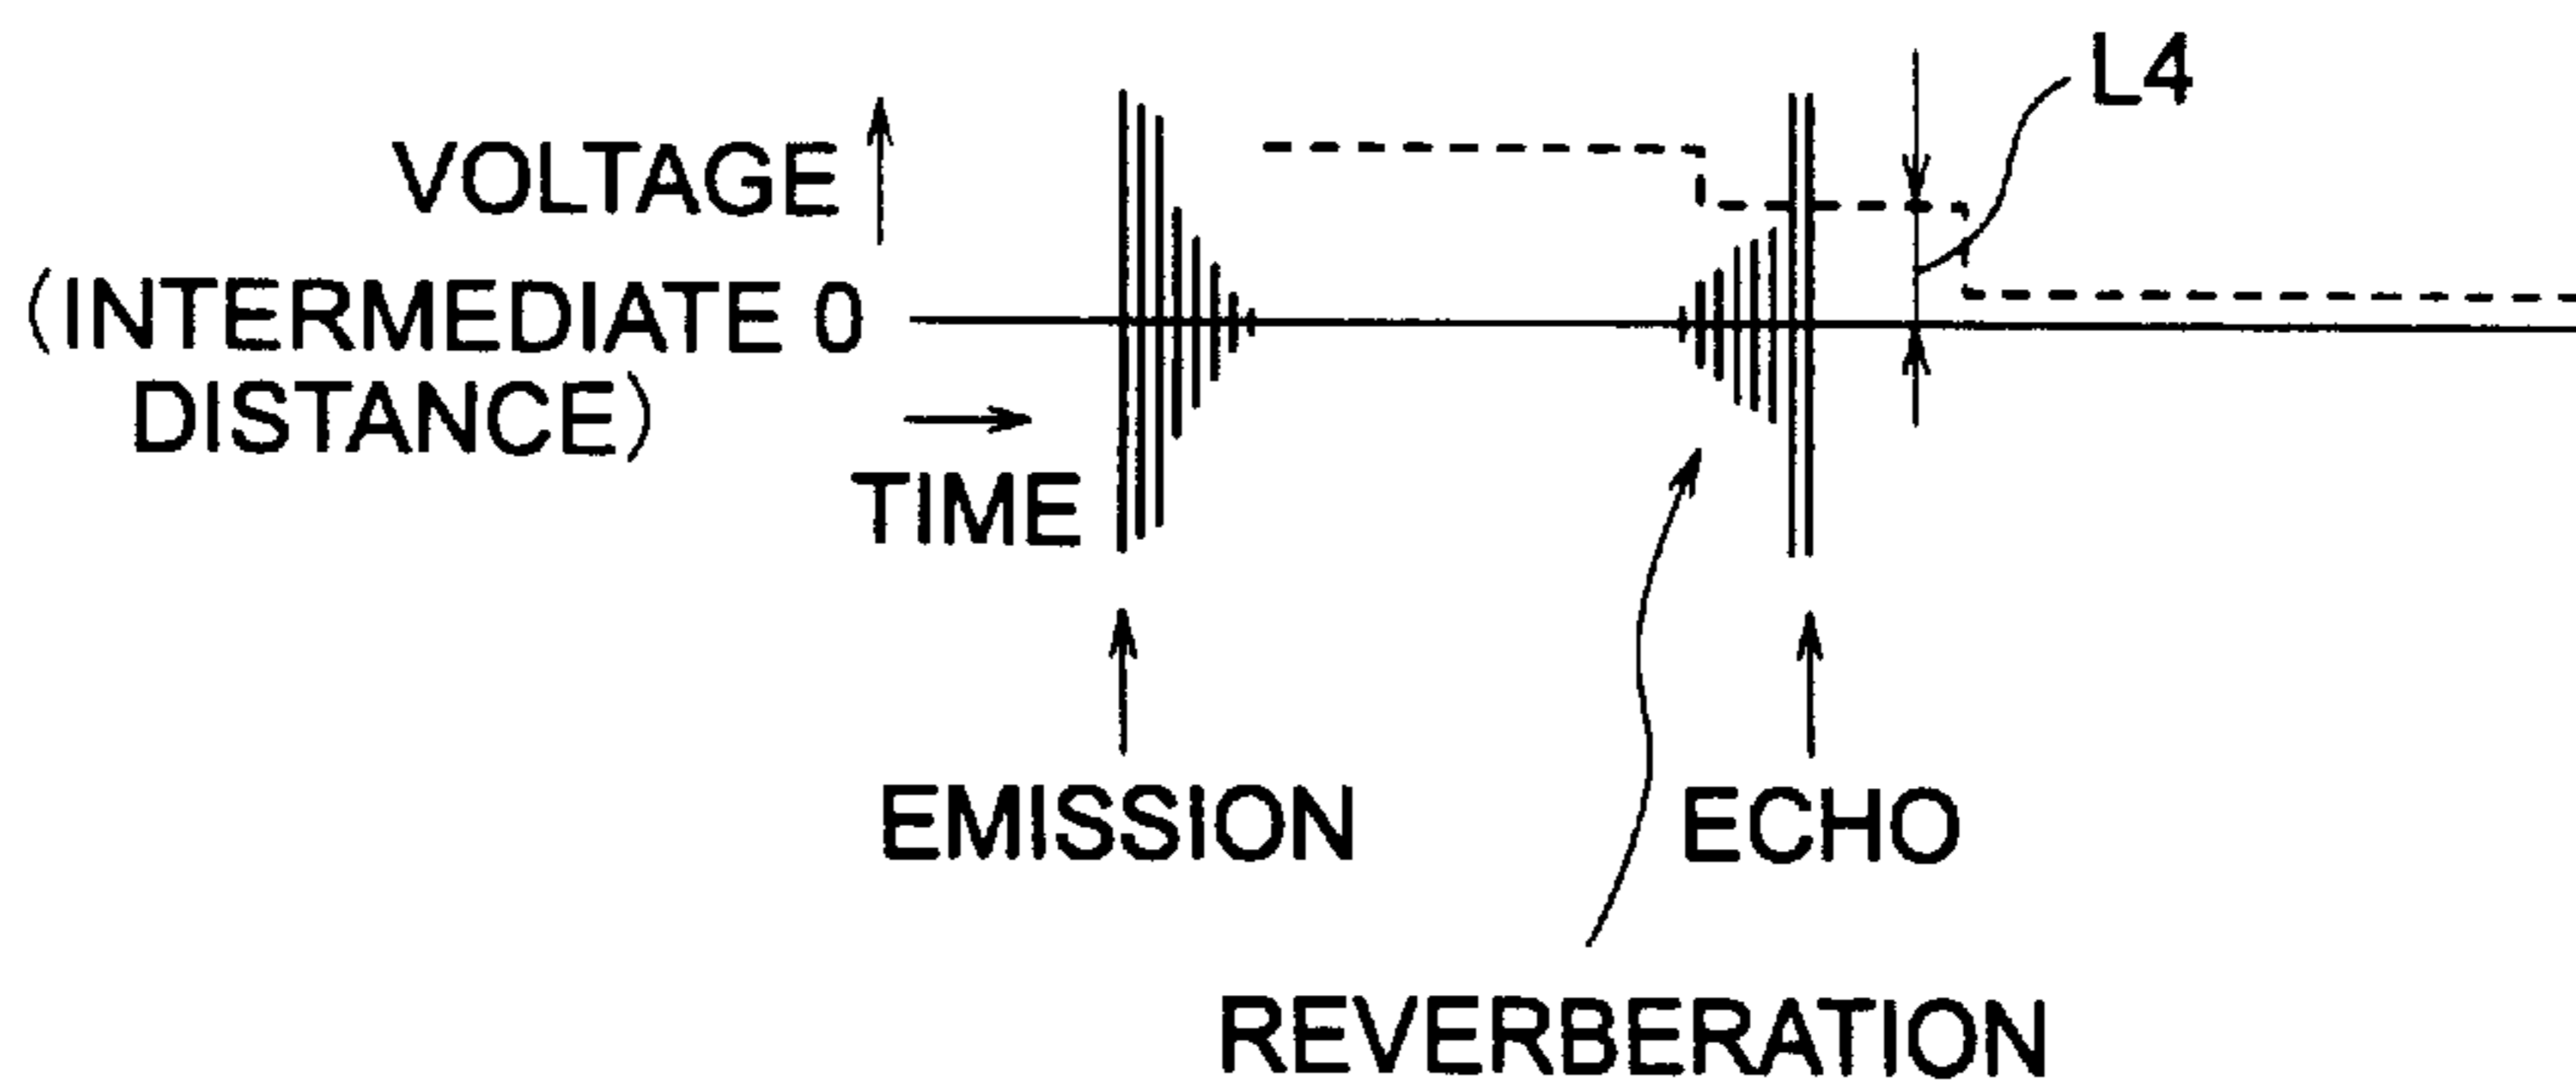 L4
VOLTAGE
(INTERMEDIATE 0
DISTANCE)
TIME
EMISSION
ECHO
REVERBERATION